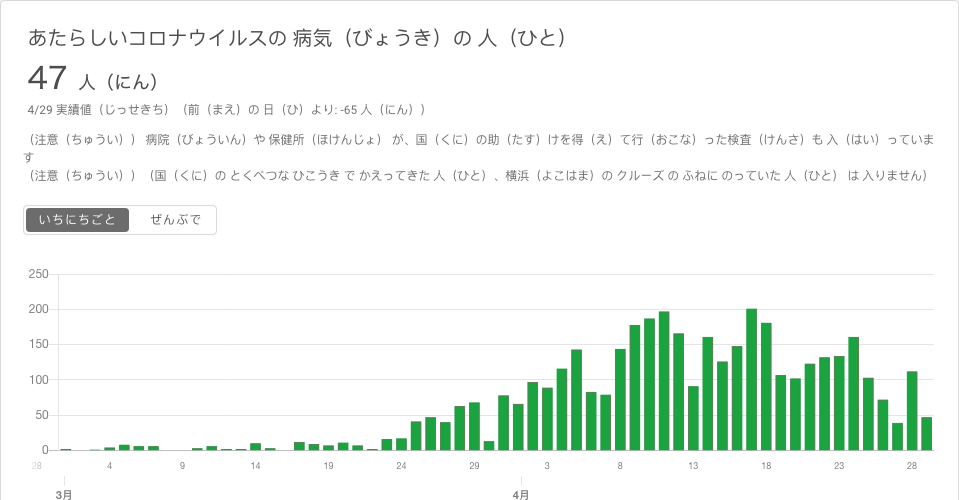 あたらしいコロナウイルスの 病気（びょうき）の 人（ひと）
47 人（にん）
4/29 実績値（じっせきち）（前（まえ）の 日（ひ）より: -65 人（にん））
（注意（ちゅうい）） 病院（びょういん）や 保健所（ほけんじょ） が、国（くに）の助（たす）けを得（え）て行（おこな）った検査（けんさ）も 入（はい）っていま
す
（注意（ちゅうい））（国（くに）の とくべつな ひこうき で かえってきた 人（ひと）、横浜（よこはま）の クルーズ の ふねに のっていた 人（ひと） は 入りません）
いちにちごと ぜんぶで
250
200
150
100
50
0
28 4 9 14 19 24 29 3 8 13 18 23 28
3月 4月